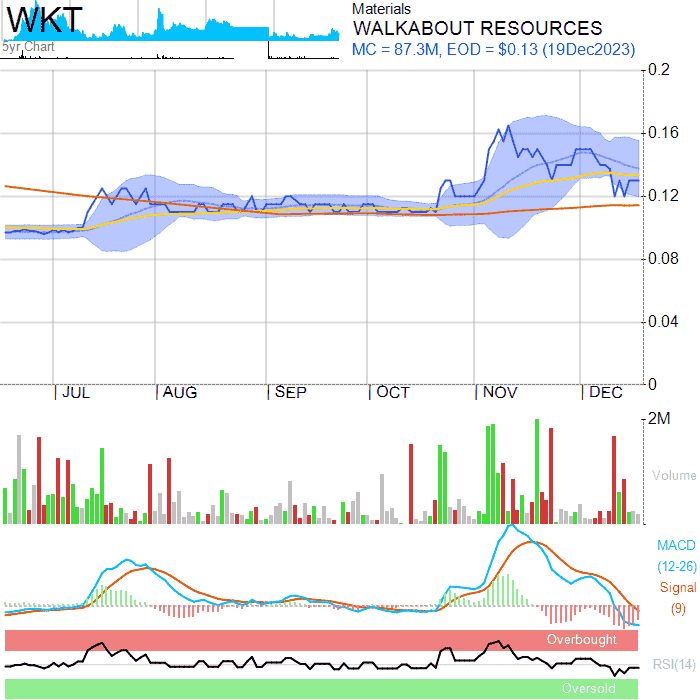 WKT
5yr Chart
Materials
WALKABOUT RESOURCES
MC = 87.3M, EOD = $0.13 (19Dec2023)
0.2
0.16
0.12
0.08
0.04
0
JUL AUG SEP OCT NOV DEC
2M
Volume
MACD
(12-26)
Signal
(9)
Overbought
RSI(14)
Oversold